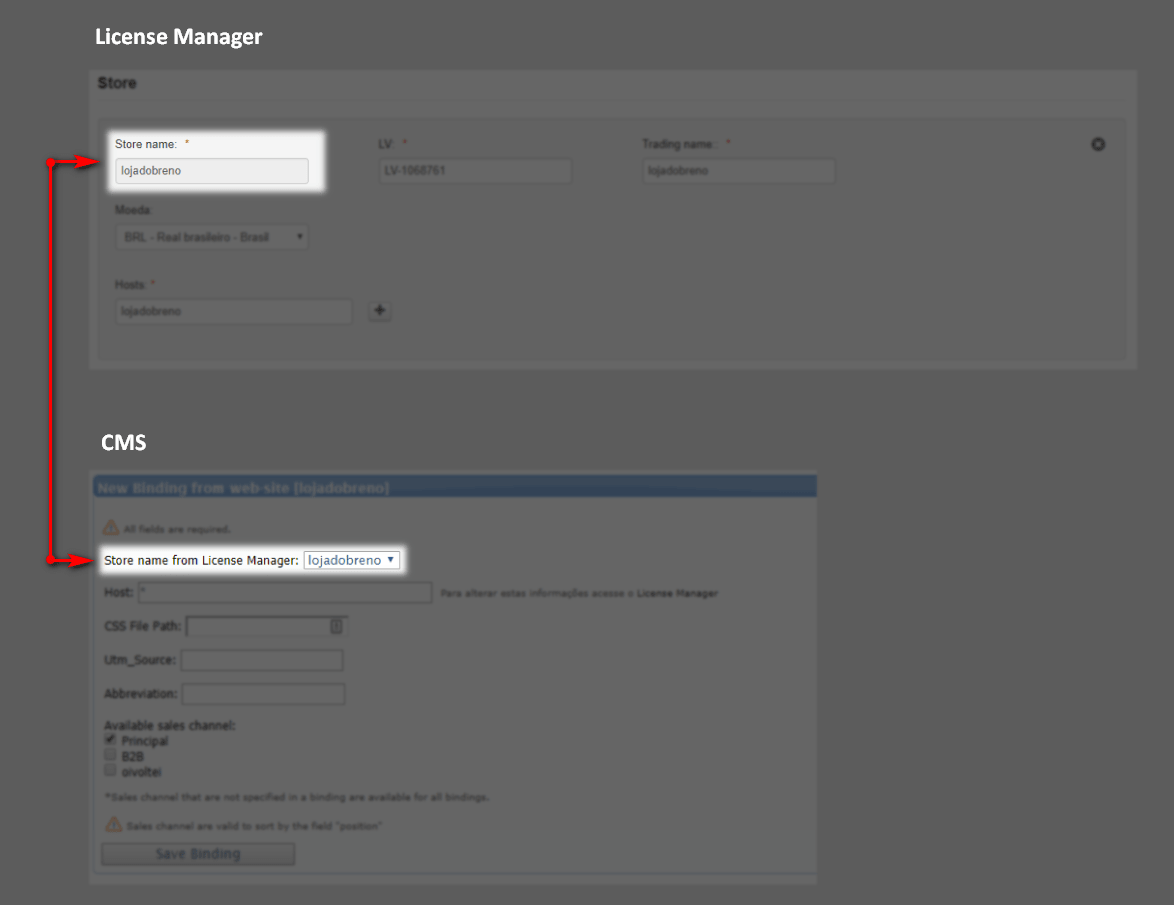 License Manager
Store
Store name: * LV: * Trading name: *
lojadobreno LV-1068761 lojadobreno
Moeda:
BRL - Real brasileiro - Brasil
Hosts: *
lojadobreno
CMS
New Binding from web-site [lojadobreno]
All fields are required.
Store name from License Manager: lojadobreno
Host: * Para alterar estas informações acesse o License Manager
CSS File Path:
Utm_Source:
Abbreviation:
Available sales channel:
Principal
B2B
oivoltei
*Sales channel that are not specified in a binding are available for all bindings.
Sales channel are valid to sort by the field "position"
Save Binding